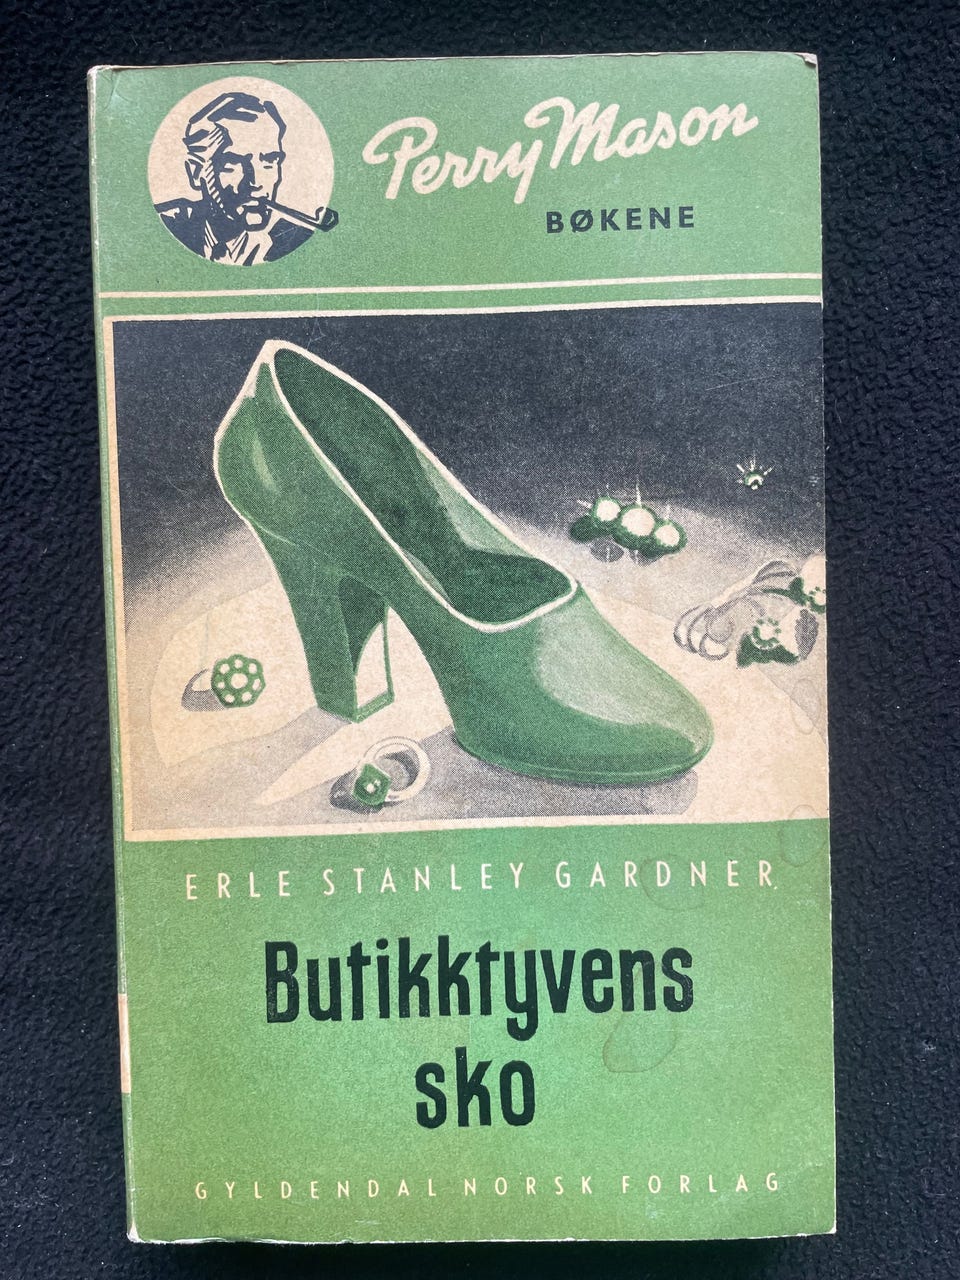 Perry Mason
BØKENE
ERLE STANLEY GARDNER
Butikktyvens
sko
GYLDENDAL NORSK FORLAG